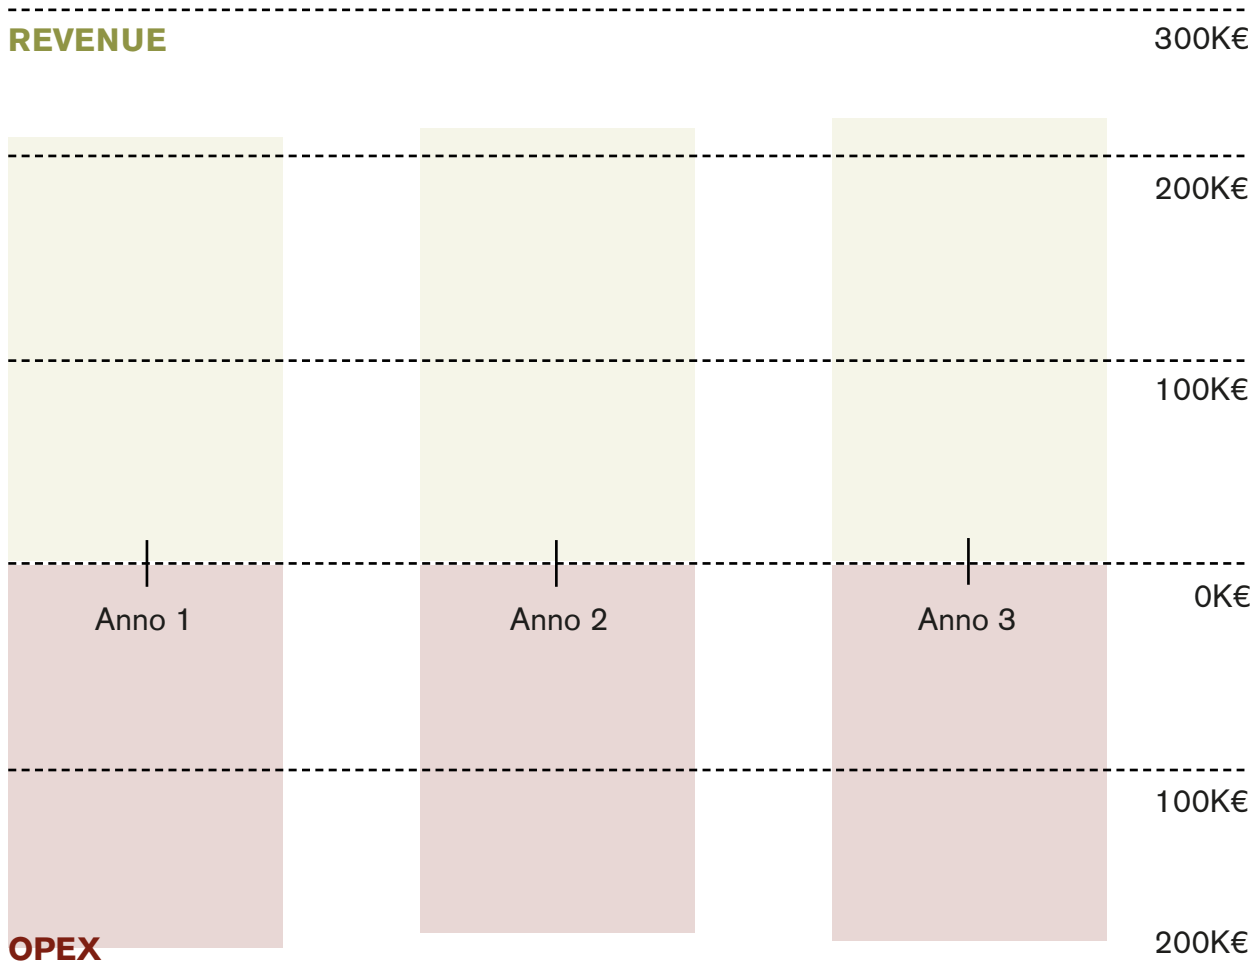 REVENUE
300K€
200K€
100K€
0K€
Anno 1
Anno 2
Anno 3
100K€
OPEX
200K€